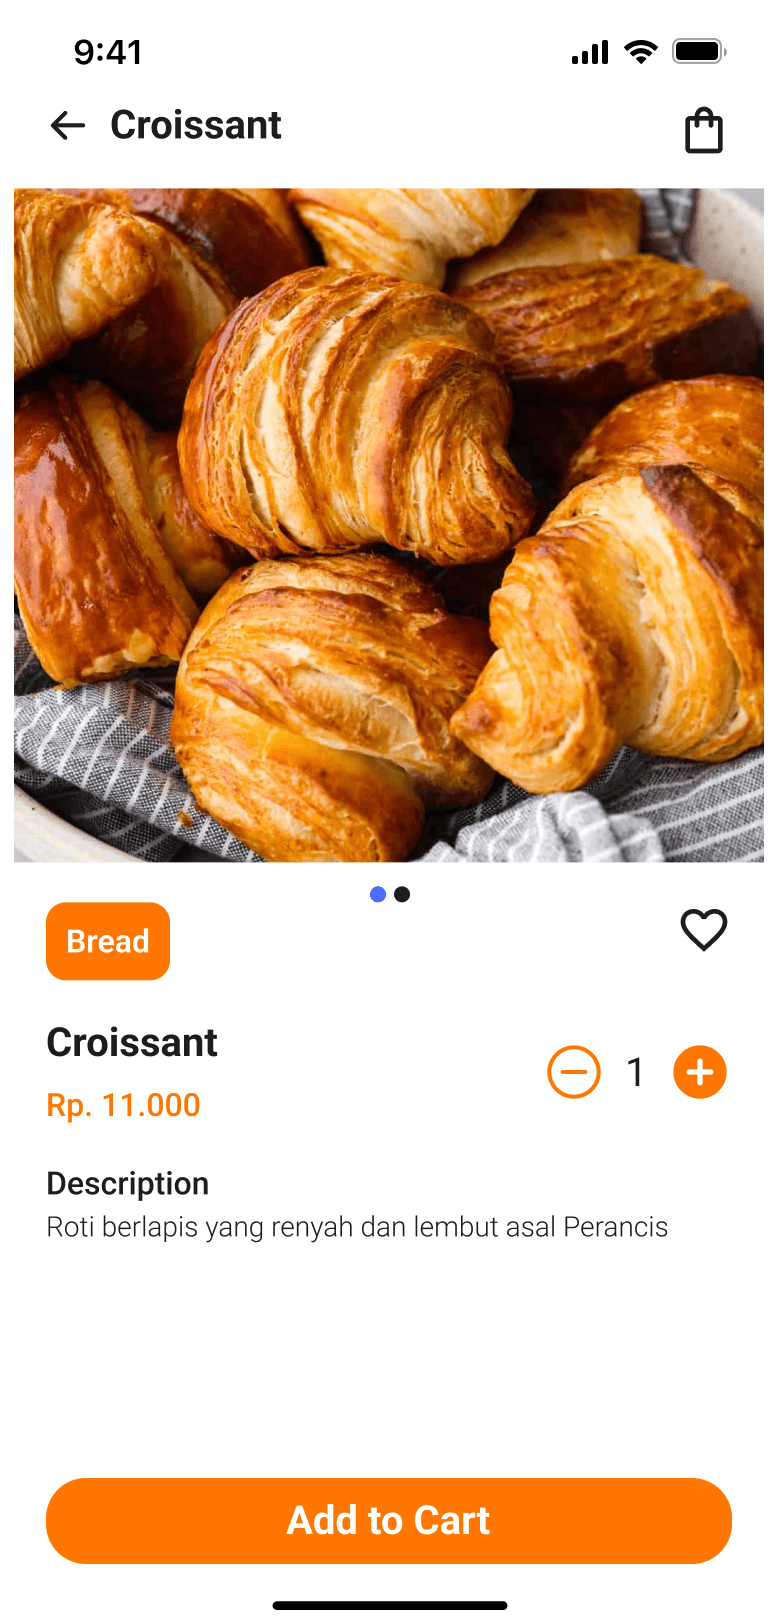 9:41
Croissant
Bread
Croissant
Rp. 11.000
1
Description
Roti berlapis yang renyah dan lembut asal Perancis
Add to Cart